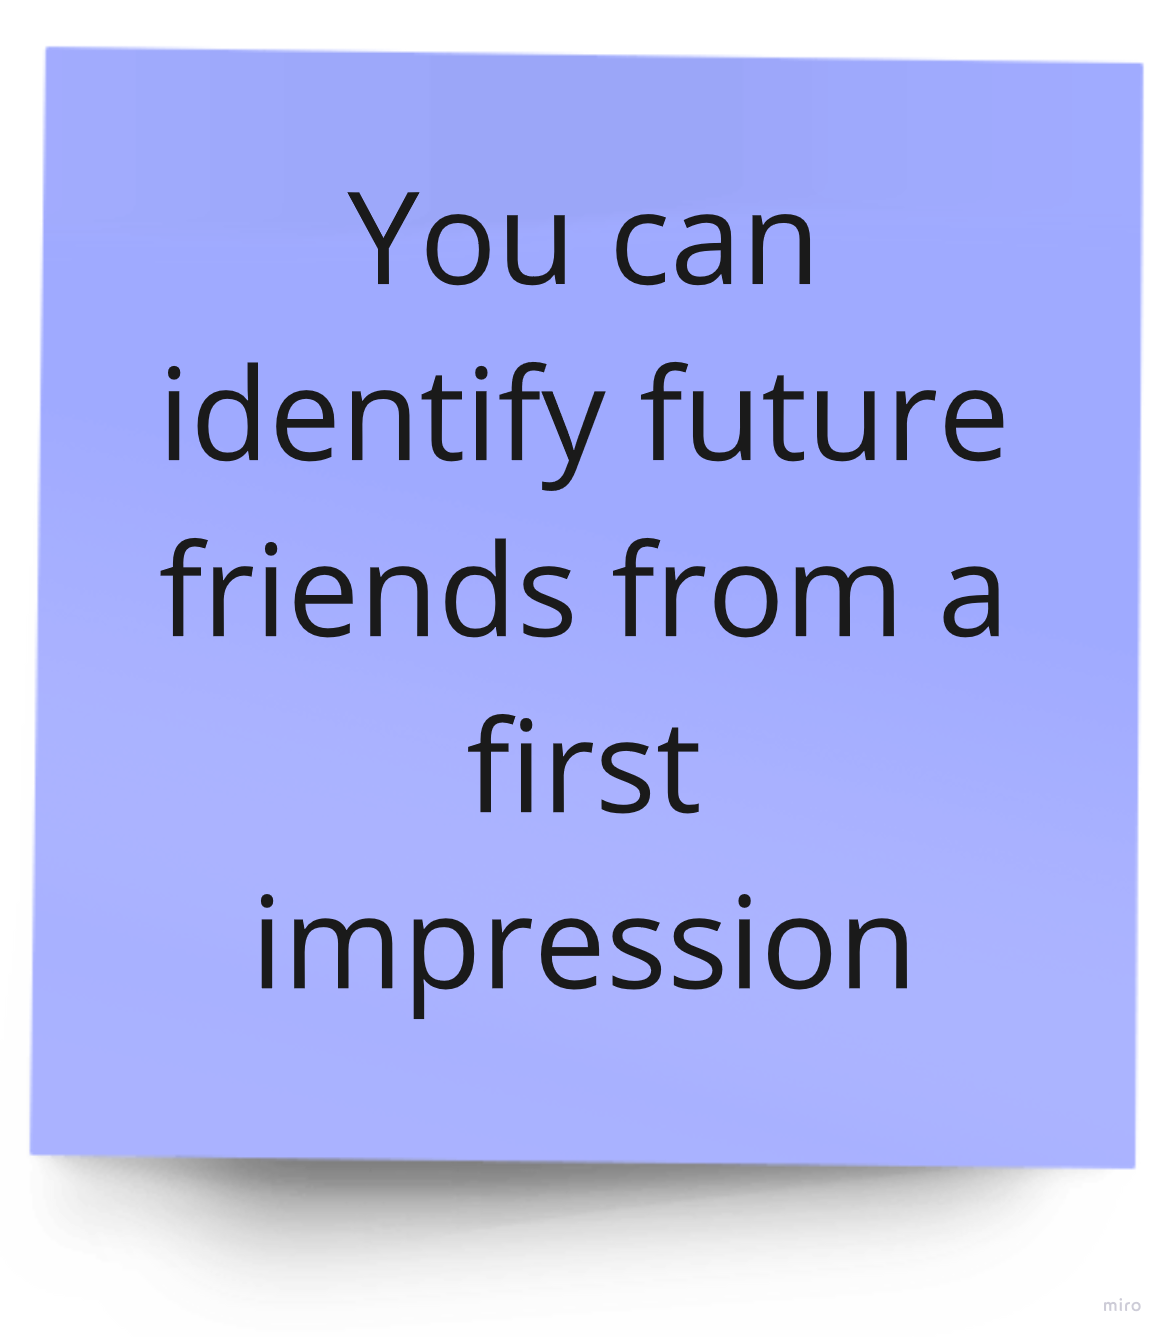 You can
identify future
friends from a
first
impression
miro